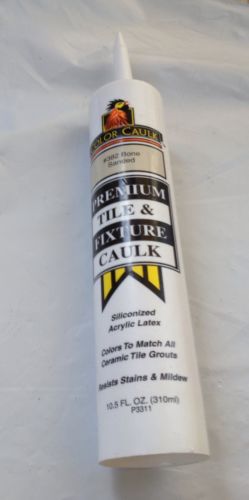 COLOR CAULK
#382 Bone
Sanded
PREMIUM
TILE &
FIXTURE
CAULK
Siliconized
Acrylic Latex
Colors To Match All
Ceramic Tile Grouts
Resists Stains & Mildew
10.5 FL. OZ. (310ml)
P3311